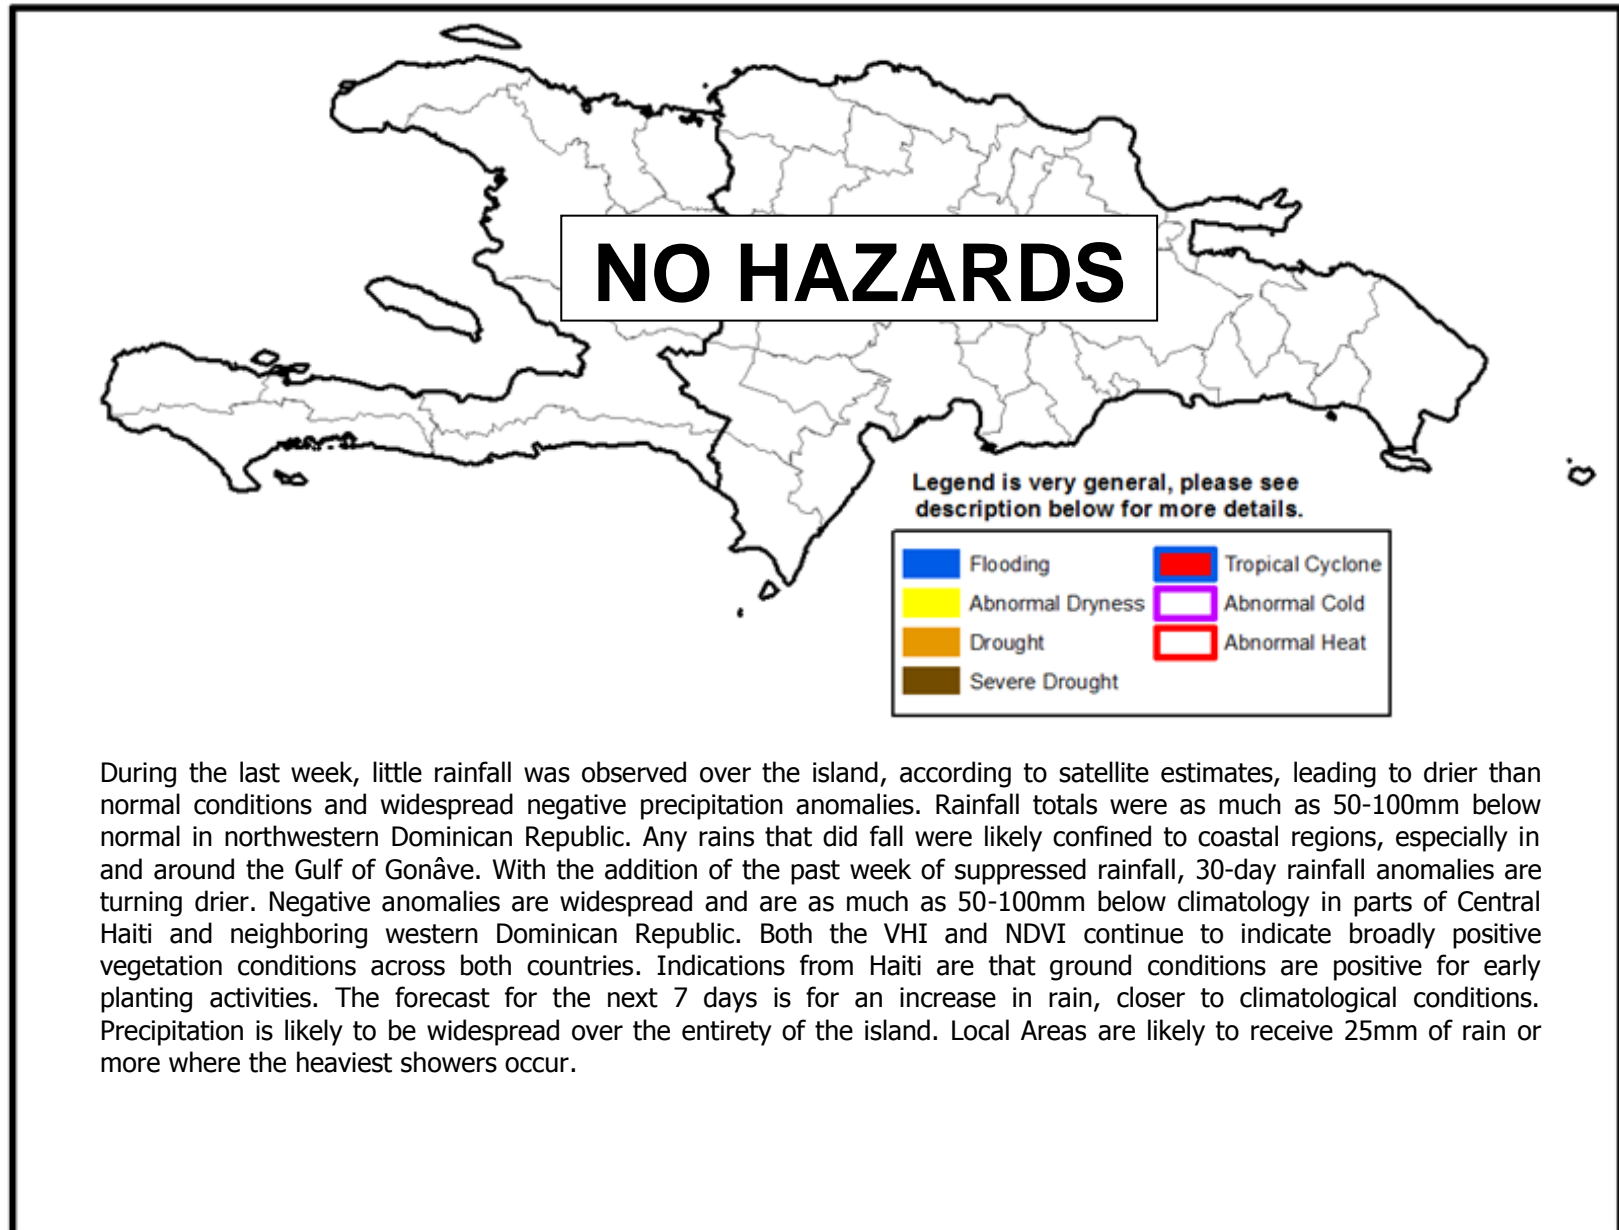 NO HAZARDS
Legend is very general, please see
description below for more details.
Flooding
Tropical Cyclone
Abnormal Dryness
Abnormal Cold
Drought
Abnormal Heat
Severe Drought
During the last week, little rainfall was observed over the island, according to satellite estimates, leading to drier than
normal conditions and widespread negative precipitation anomalies. Rainfall totals were as much as 50-100mm below
normal in northwestern Dominican Republic. Any rains that did fall were likely confined to coastal regions, especially in
and around the Gulf of Gonâve. With the addition of the past week of suppressed rainfall, 30-day rainfall anomalies are
turning drier. Negative anomalies are widespread and are as much as 50-100mm below climatology in parts of Central
Haiti and neighboring western Dominican Republic. Both the VHI and NDVI continue to indicate broadly positive
vegetation conditions across both countries. Indications from Haiti are that ground conditions are positive for early
planting activities. The forecast for the next 7 days is for an increase in rain, closer to climatological conditions.
Precipitation is likely to be widespread over the entirety of the island. Local Areas are likely to receive 25mm of rain or
more where the heaviest showers occur.